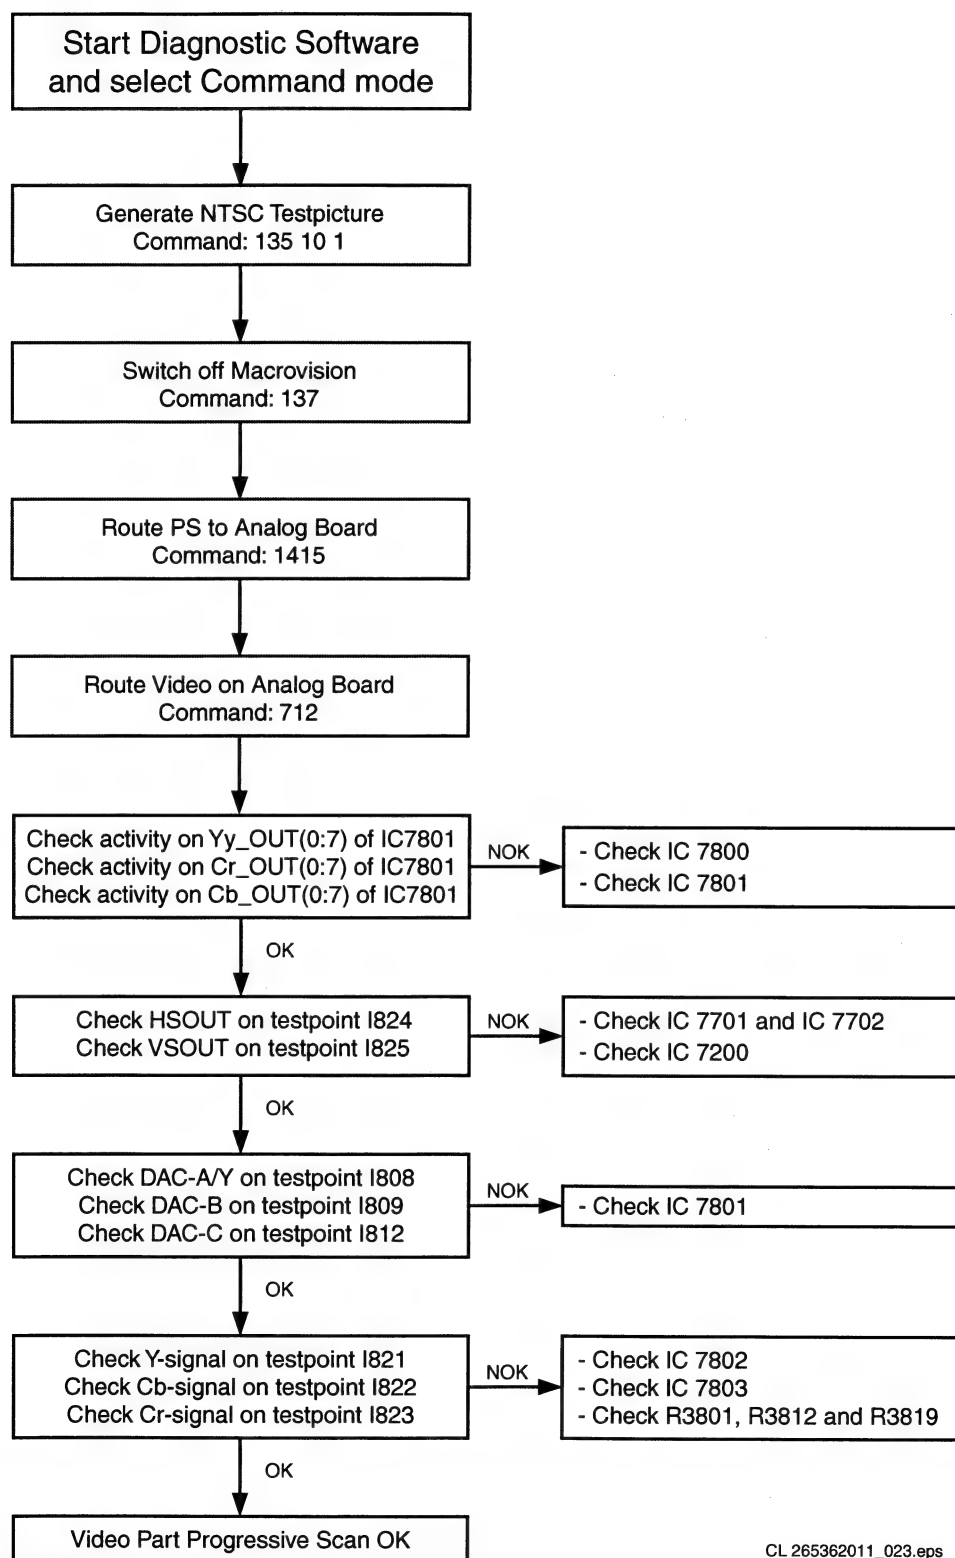 Start Diagnostic Software
and select Command mode
Generate NTSC Testpicture
Command: 135 10 1
Switch off Macrovision
Command: 137
Route PS to Analog Board
Command: 1415
Route Video on Analog Board
Command: 712
Check activity on Yy_OUT(0:7) of IC7801
Check activity on Cr_OUT(0:7) of IC7801
Check activity on Cb_OUT(0:7) of IC7801
NOK
- Check IC 7800
- Check IC 7801
OK
Check HSOUT on testpoint I824
Check VSOUT on testpoint I825
NOK
- Check IC 7701 and IC 7702
- Check IC 7200
OK
Check DAC-A/Y on testpoint I808
Check DAC-B on testpoint I809
Check DAC-C on testpoint I812
NOK
- Check IC 7801
OK
Check Y-signal on testpoint I821
Check Cb-signal on testpoint I822
Check Cr-signal on testpoint I823
NOK
- Check IC 7802
- Check IC 7803
- Check R3801, R3812 and R3819
OK
Video Part Progressive Scan OK
CL 265362011_023.eps